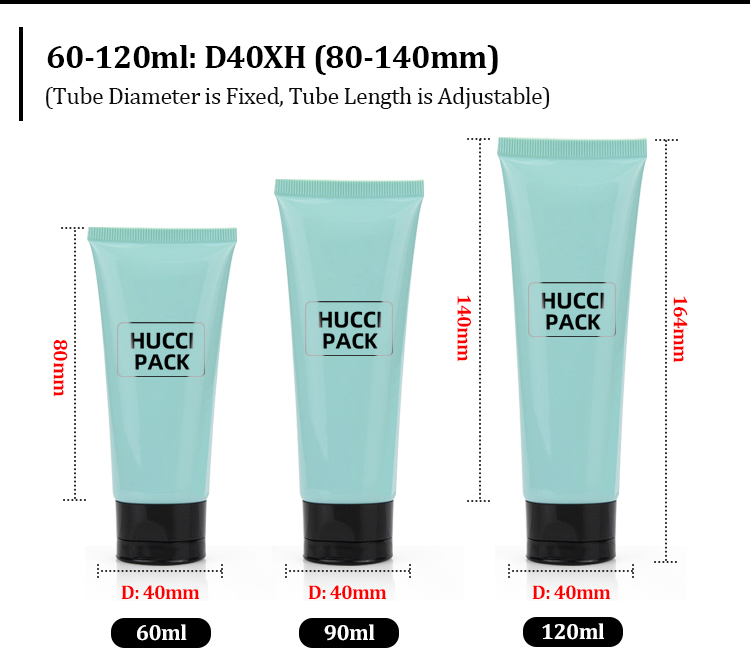 60-120ml: D40XH (80-140mm)
(Tube Diameter is Fixed, Tube Length is Adjustable)
80mm
HUCCI
PACK
HUCCI
PACK
140mm
HUCCI
PACK
164mm
D: 40mm
D: 40mm
D: 40mm
60ml
90ml
120ml